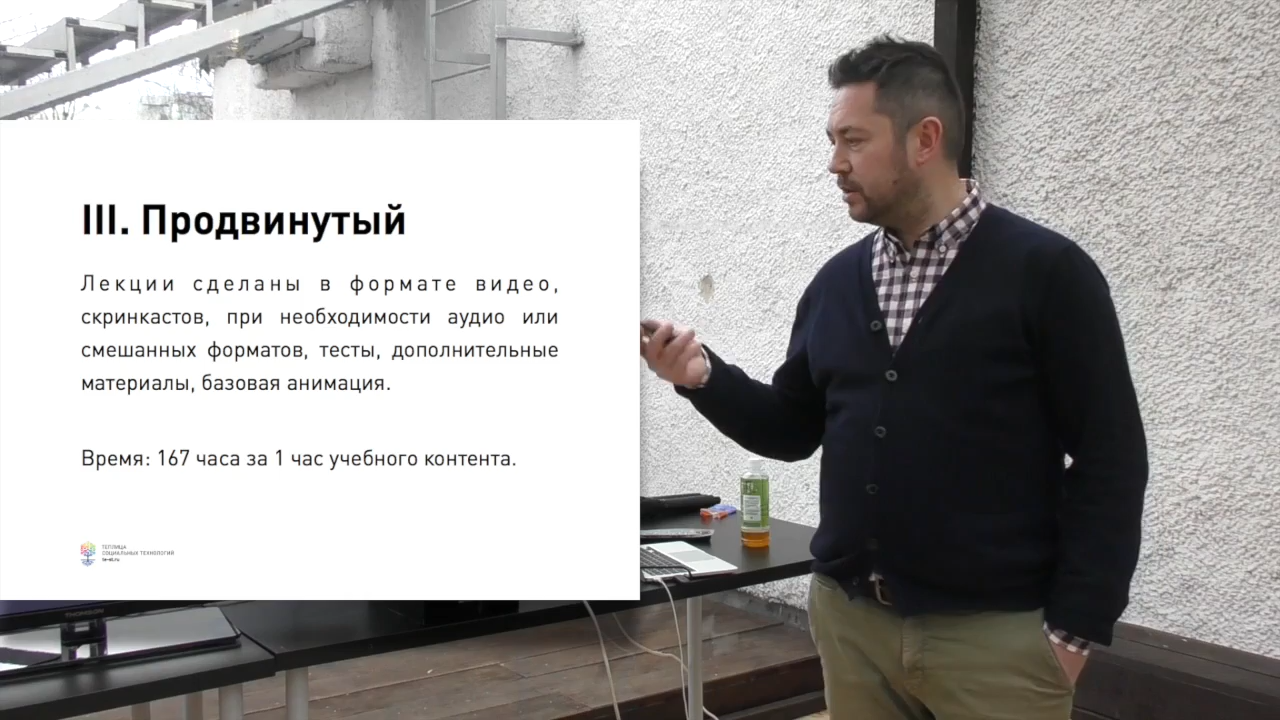 III. Продвинутый
Лекции сделаны в формате видео,
скринкастов, при необходимости аудио или
смешанных форматов, тесты, дополнительные
материалы, базовая анимация.
Время: 167 часа за 1 час учебного контента.
ТЕПЛИЦА
СОЦИАЛЬНЫХ ТЕХНОЛОГИЙ
te-st.ru
THOMSON